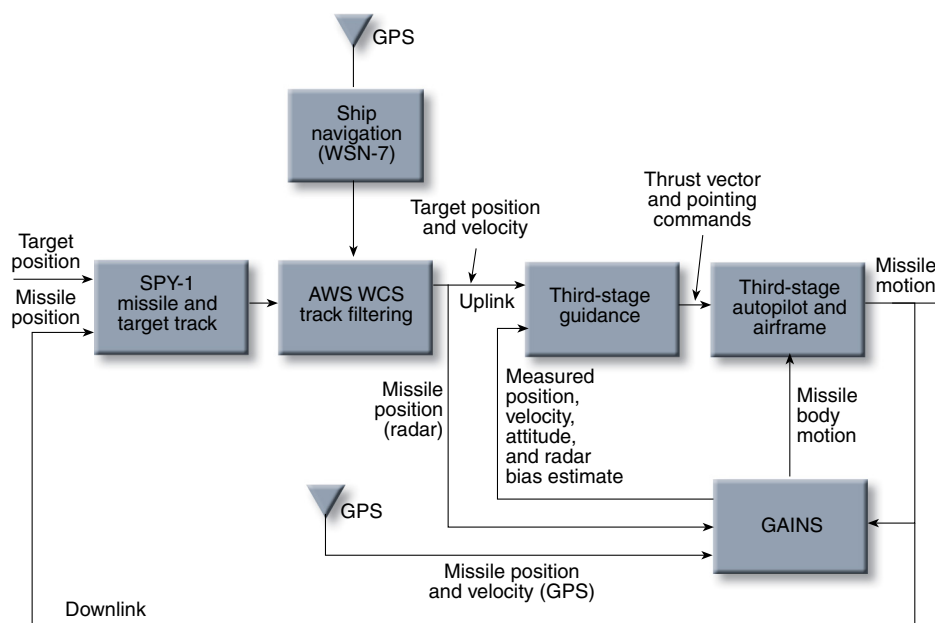 GPS
Ship
navigation
(WSN-7)
Target position
and velocity
Thrust vector
and pointing
commands
Target
position
Missile
position
SPY-1
missile and
target track
AWS WCS
track filtering
Uplink
Third-stage
guidance
Third-stage
autopilot and
airframe
Missile
motion
Missile
position
(radar)
Measured
position,
velocity,
attitude,
and radar
bias estimate
Missile
body
motion
GPS
GAINS
Missile position
and velocity (GPS)
Downlink